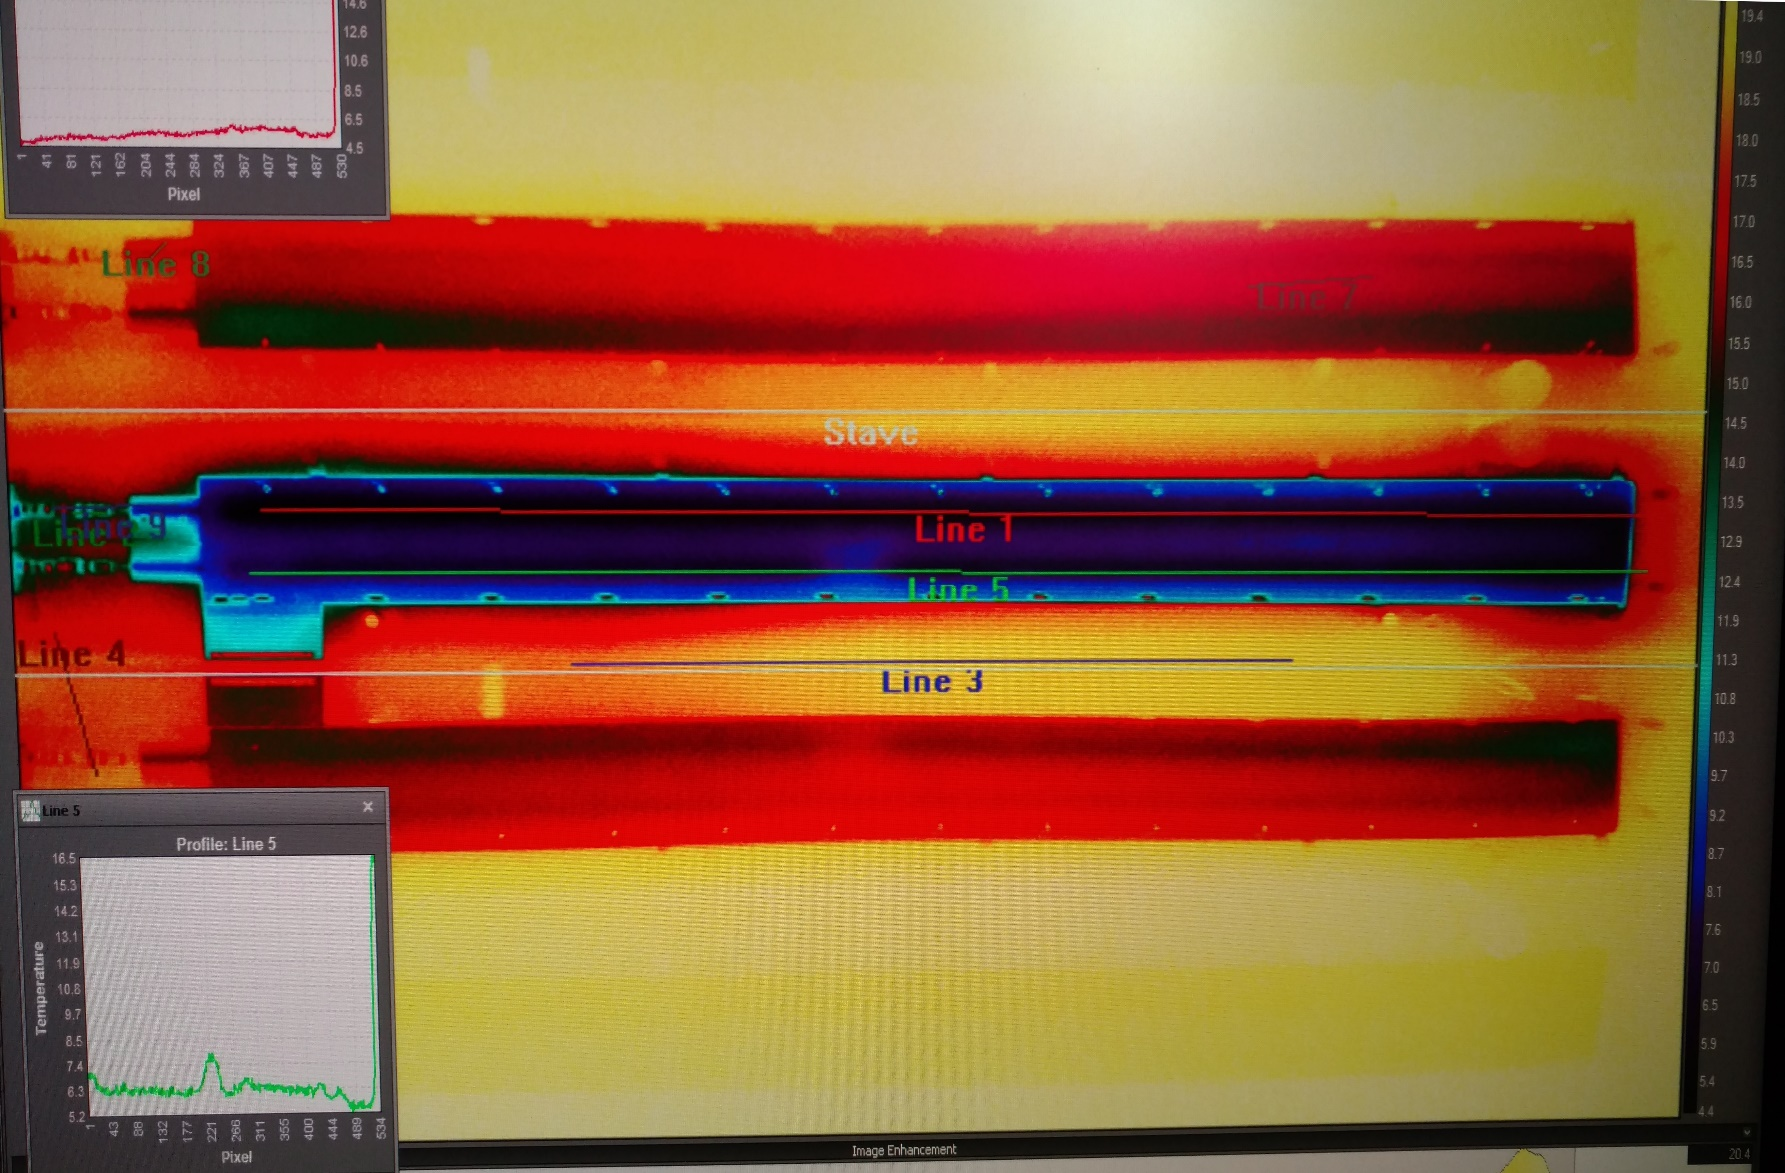 14.6
12.6
10.6
8.5
6.5
4.5
1 41 81 121 162 204 244 284 324 367 407 447 487 530
Pixel
19.4
19.0
18.5
18.0
17.5
17.0
16.5
16.0
15.5
15.0
14.5
14.0
13.5
12.9
12.4
11.9
11.3
10.8
10.3
9.7
9.2
8.7
8.1
7.6
7.0
6.5
5.9
5.4
4.4
Line 8
Line 7
Stave
Line 9
Line 1
Line 5
Line 4
Line 3
Line 5
Profile: Line 5
16.5
15.3
14.2
13.1
11.9
10.8
9.7
8.5
7.4
6.3
5.2
Temperature
1 43 88 132 177 221 266 311 355 400 444 489 534
Pixel
Image Enhancement
20.4